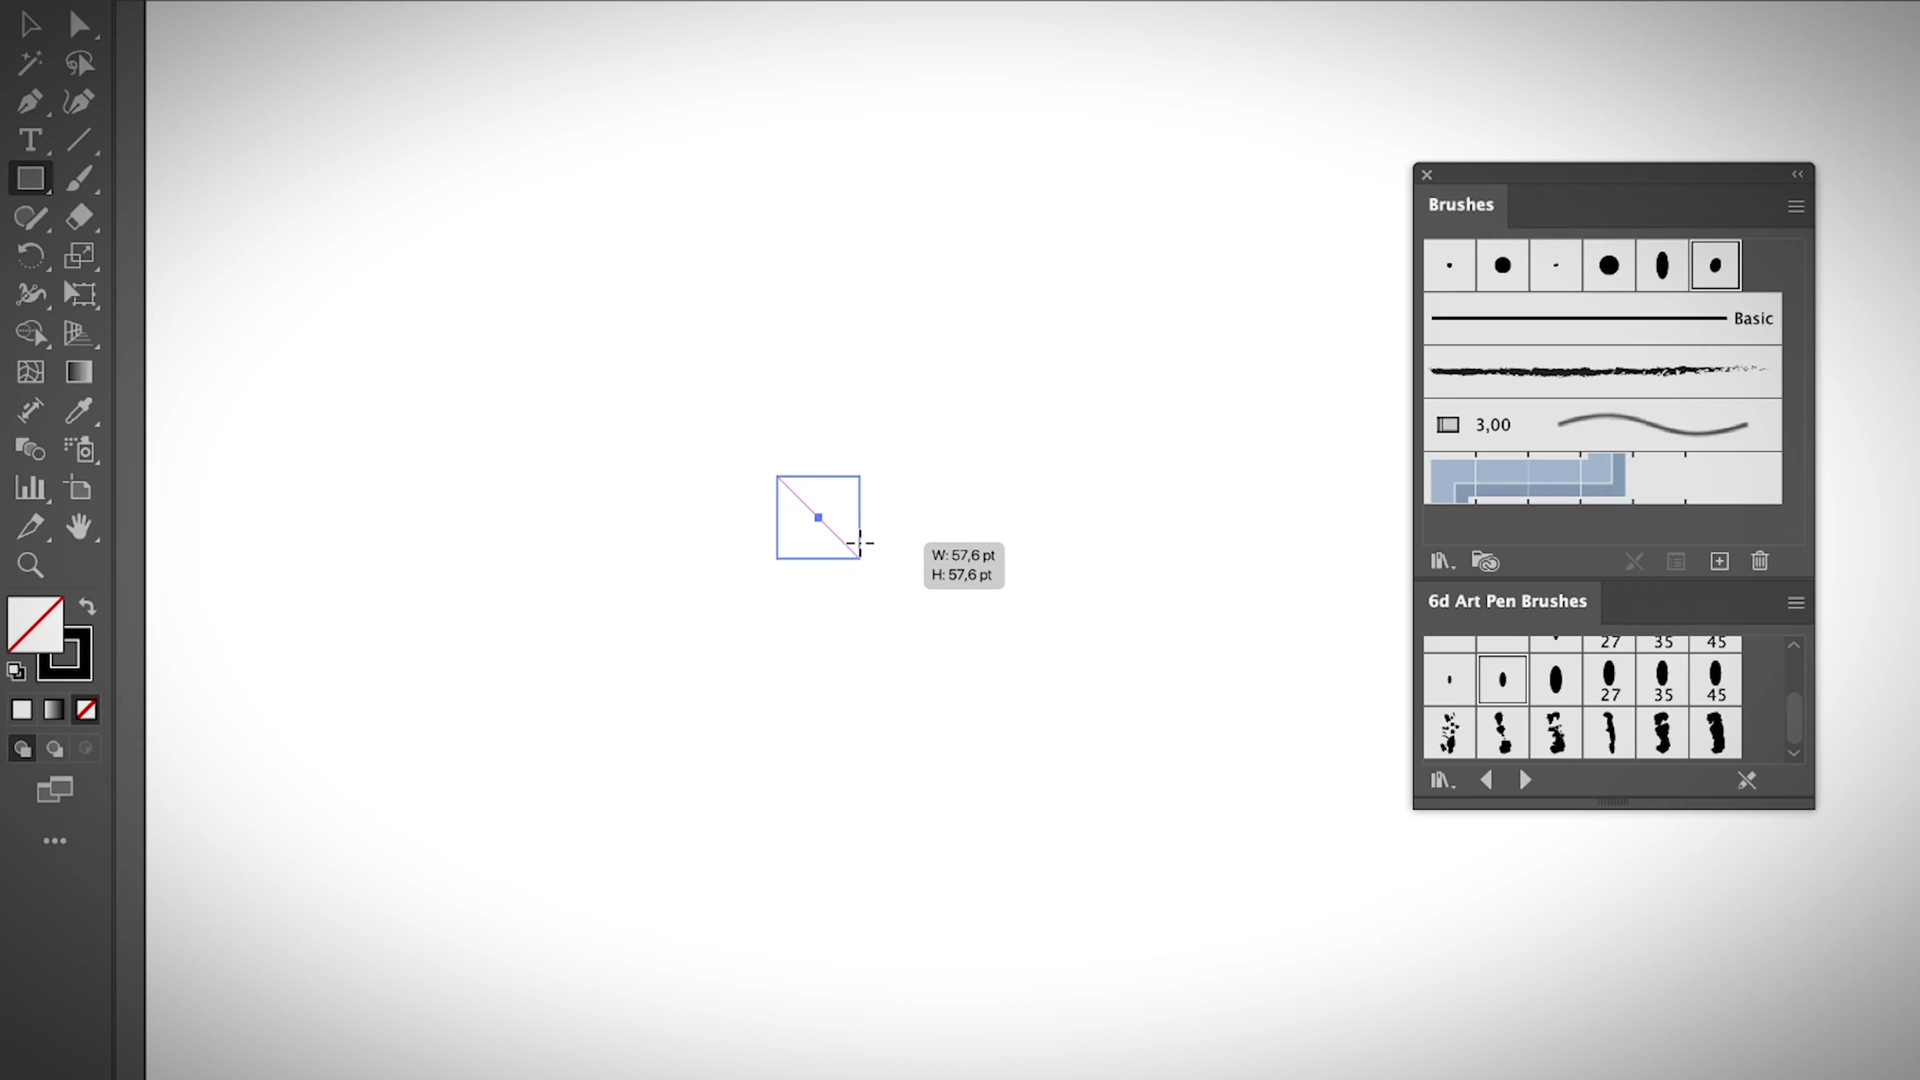 Brushes
Basic
3,00
W: 57,6 pt
H: 57,6 pt
6d Art Pen Brushes
27 35 45
27 35 45